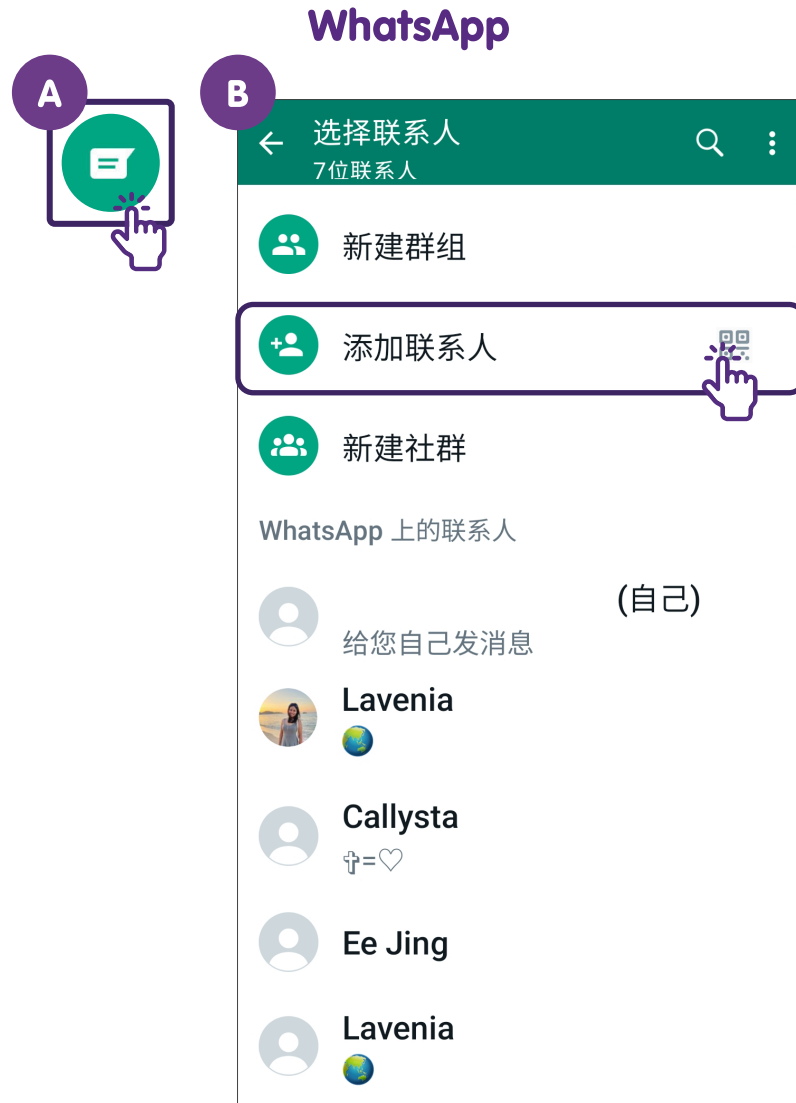 WhatsApp
A
B
选择联系人
7位联系人
新建群组
添加联系人
新建社群
WhatsApp 上的联系人
(自己)
给您自己发消息
Lavenia
🌏
Callysta
✞=♡
Ee Jing
Lavenia
🌏